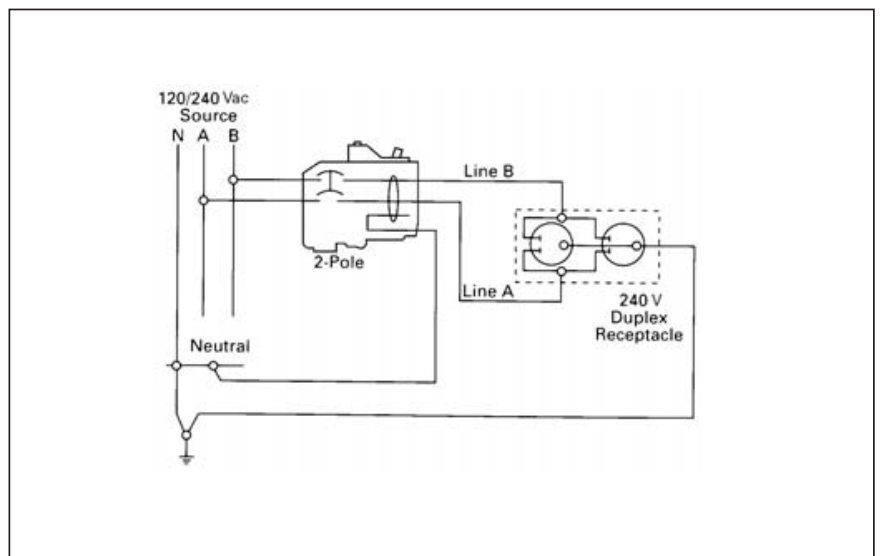 120/240 Vac
Source
N A B
Line B
2-Pole
Line A
240 V
Duplex
Receptacle
Neutral